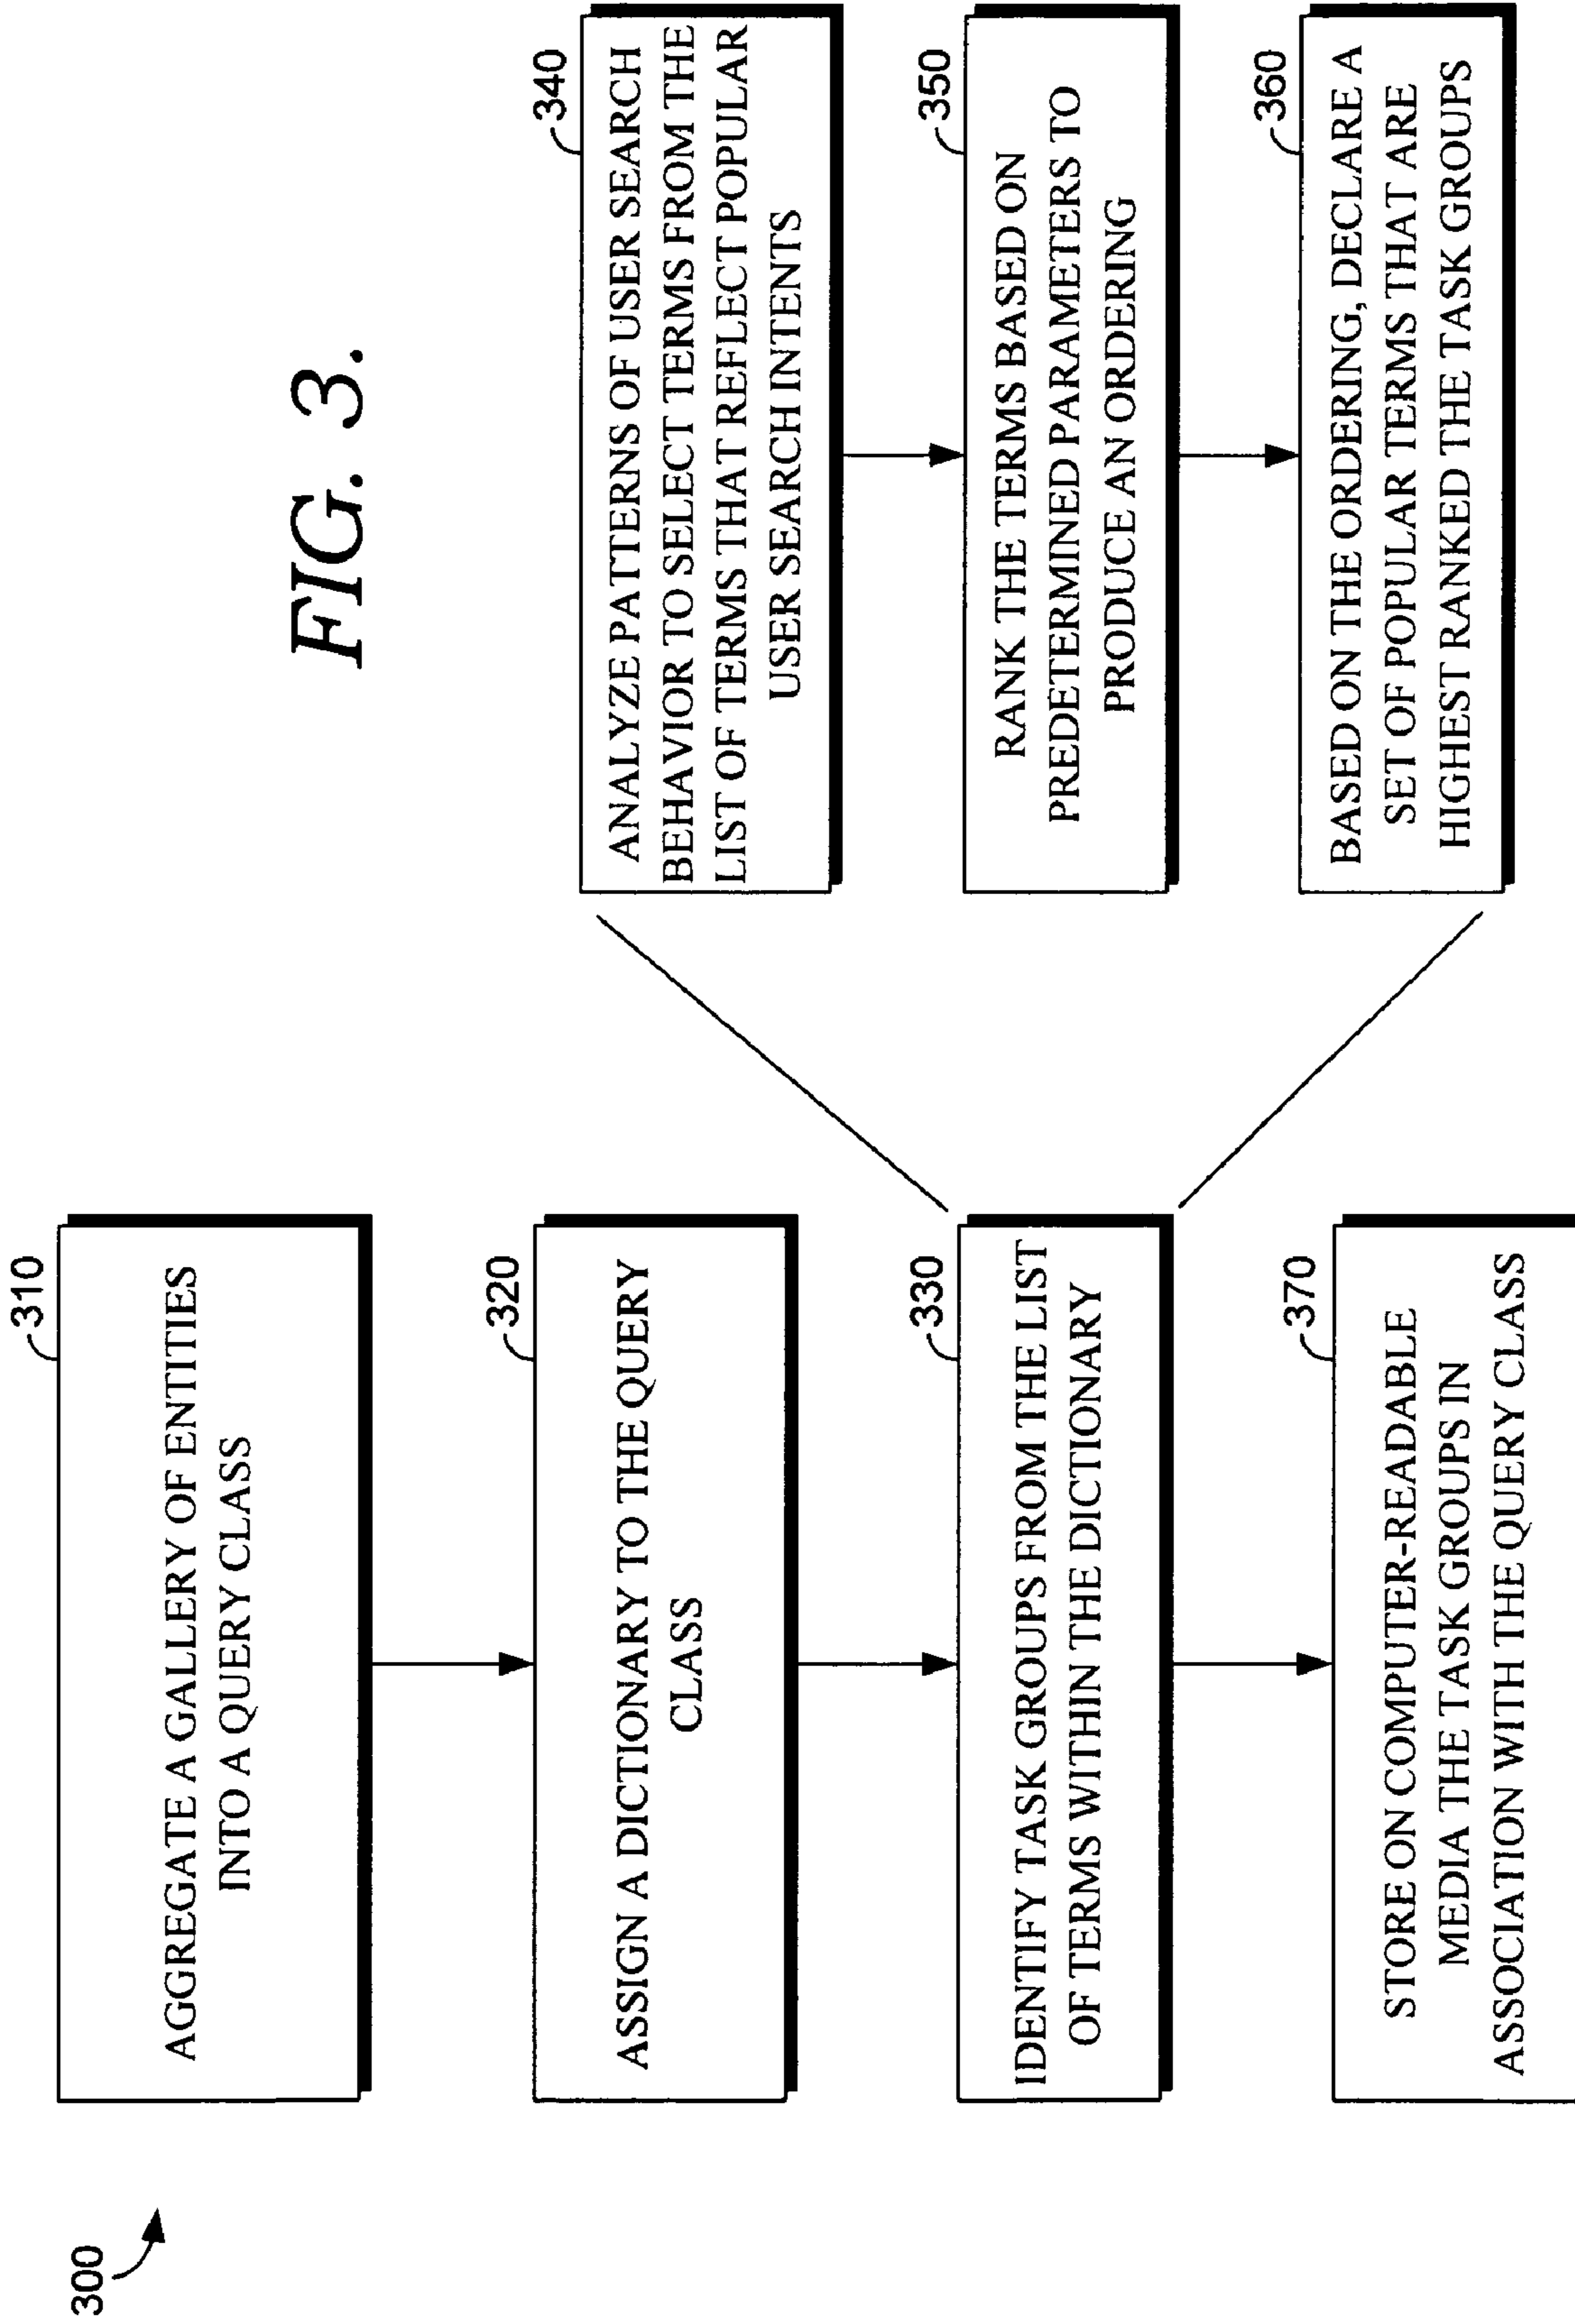 300
310
AGGREGATE A GALLERY OF ENTITIES
INTO A QUERY CLASS
320
ASSIGN A DICTIONARY TO THE QUERY
CLASS
330
IDENTIFY TASK GROUPS FROM THE LIST
OF TERMS WITHIN THE DICTIONARY
370
STORE ON COMPUTER-READABLE
MEDIA THE TASK GROUPS IN
ASSOCIATION WITH THE QUERY CLASS
FIG. 3.
340
ANALYZE PATTERNS OF USER SEARCH
BEHAVIOR TO SELECT TERMS FROM THE
LIST OF TERMS THAT REFLECT POPULAR
USER SEARCH INTENTS
350
RANK THE TERMS BASED ON
PREDETERMINED PARAMETERS TO
PRODUCE AN ORDERING
360
BASED ON THE ORDERING, DECLARE A
SET OF POPULAR TERMS THAT ARE
HIGHEST RANKED THE TASK GROUPS